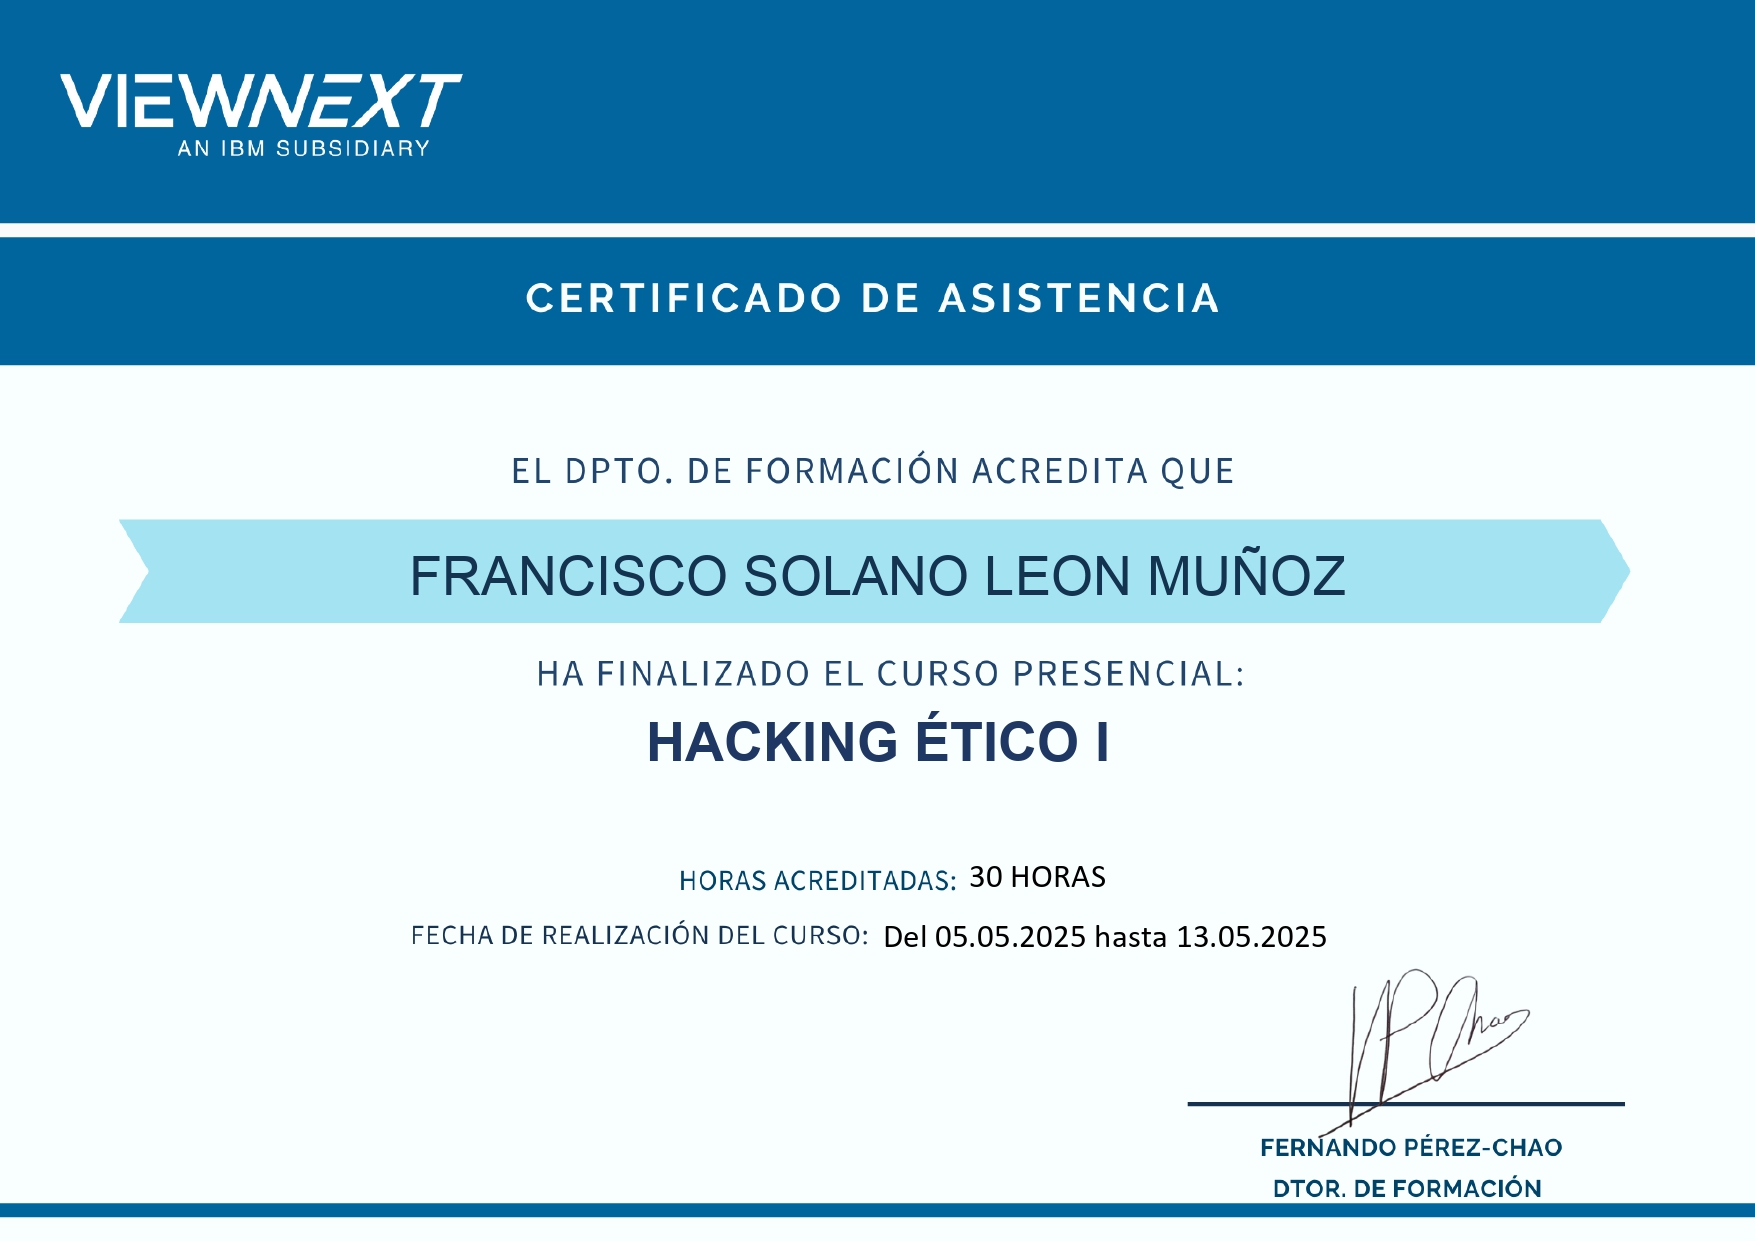 VIEWNEXT
AN IBM SUBSIDIARY
CERTIFICADO DE ASISTENCIA
EL DPTO. DE FORMACIÓN ACREDITA QUE
FRANCISCO SOLANO LEON MUÑOZ
HA FINALIZADO EL CURSO PRESENCIAL:
HACKING ÉTICO I
HORAS ACREDITADAS: 30 HORAS
FECHA DE REALIZACIÓN DEL CURSO: Del 05.05.2025 hasta 13.05.2025
FERNANDO PÉREZ-CHAO
DTOR. DE FORMACIÓN